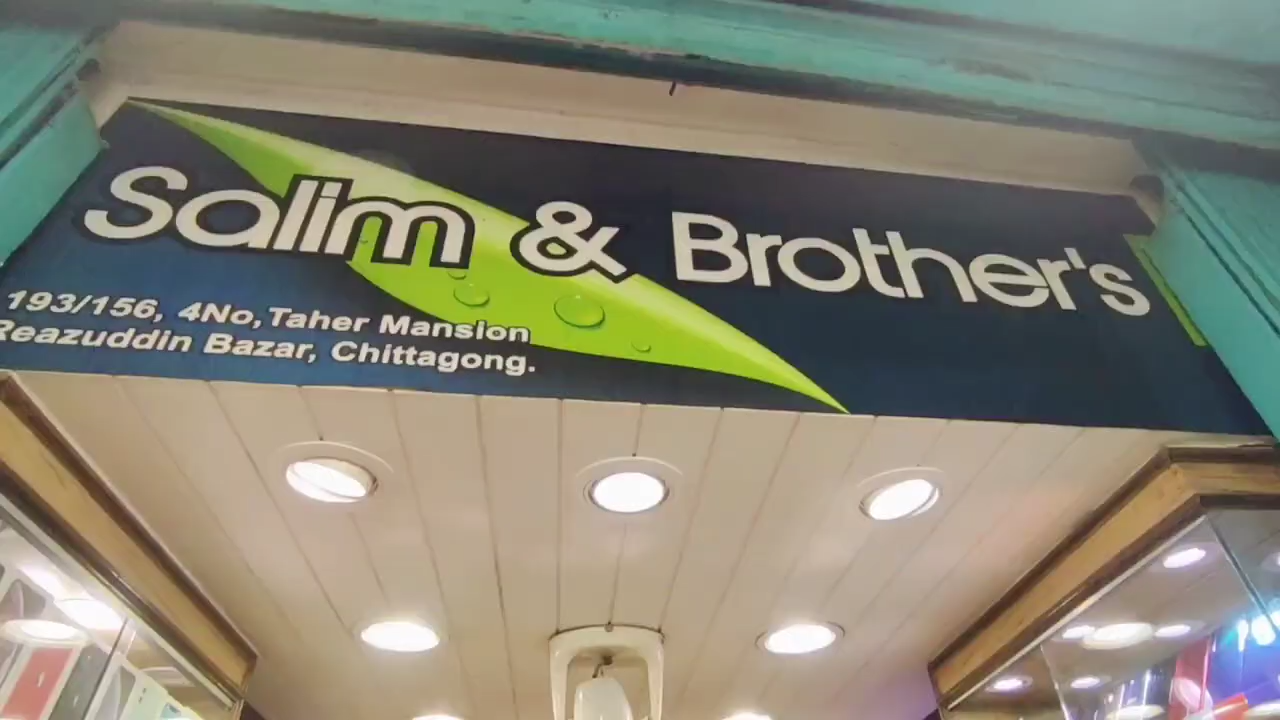 Salim & Brother's
193/156, 4No,Taher Mansion
Reazuddin Bazar, Chittagong.